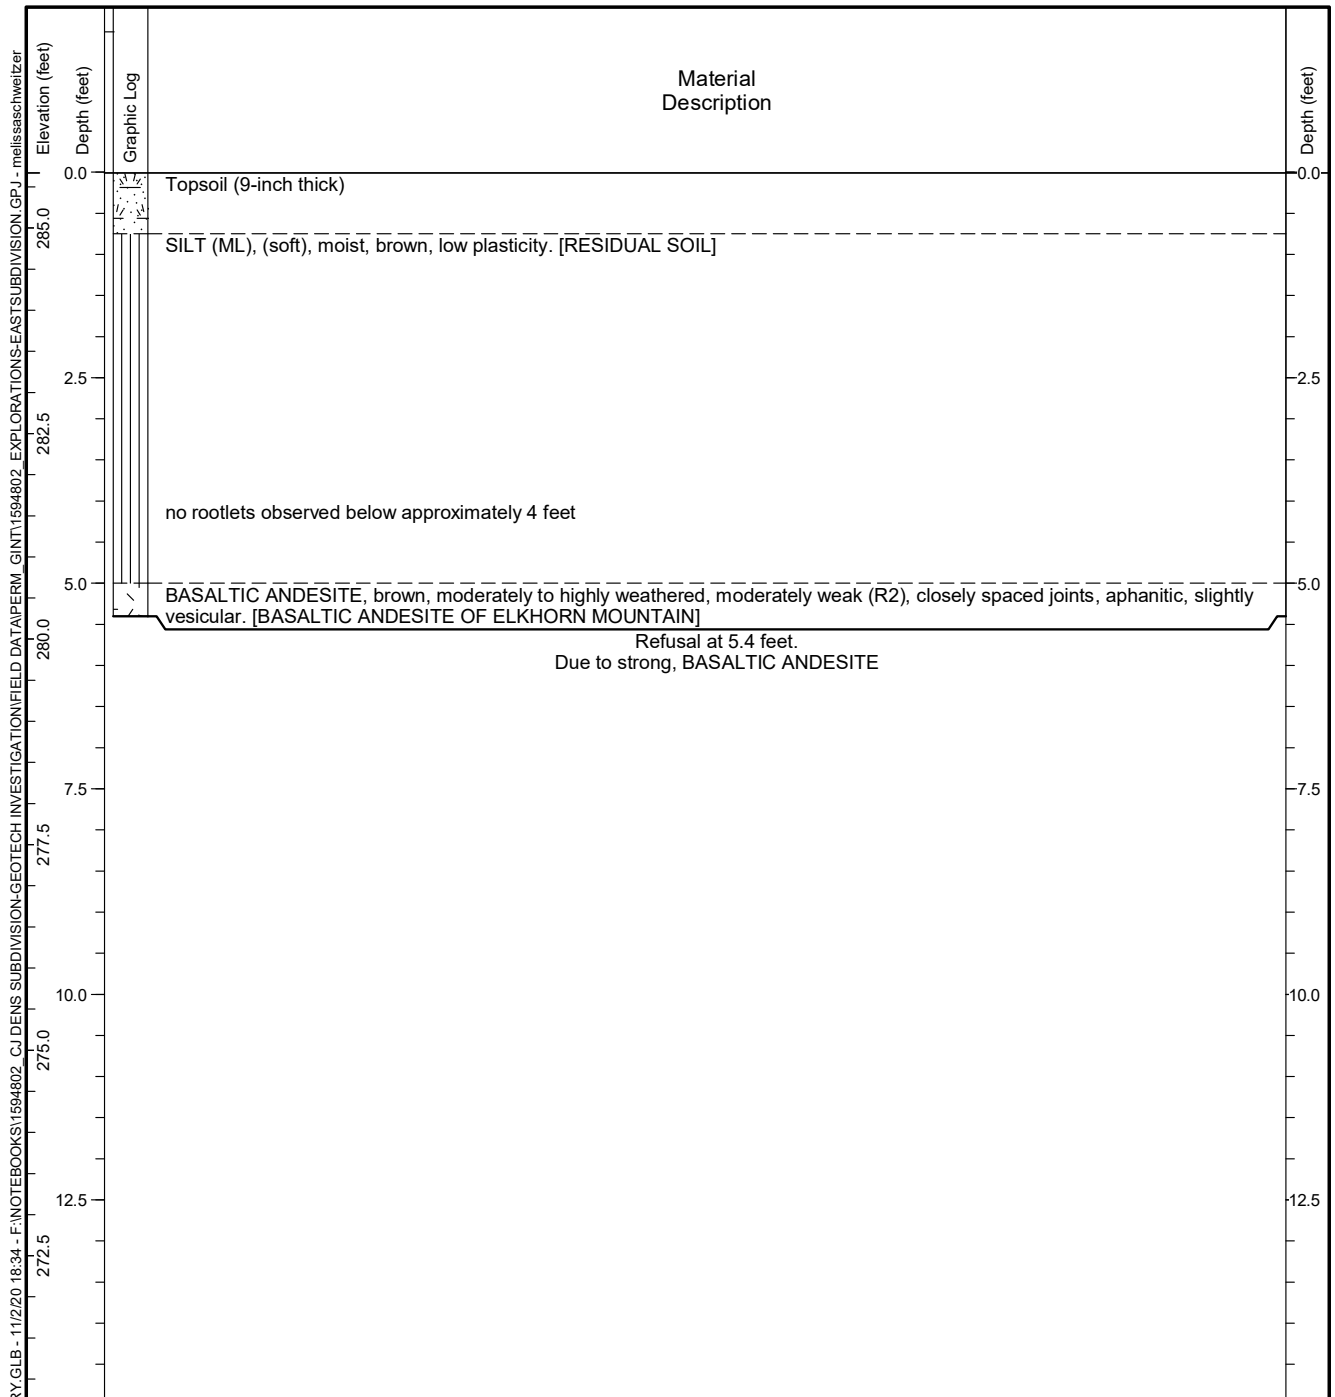 Elevation (feet)
Depth (feet)
Graphic Log
Material
Description
Depth (feet)
0.0
Topsoil (9-inch thick)
0.0
285.0
SILT (ML), (soft), moist, brown, low plasticity. [RESIDUAL SOIL]
2.5
2.5
282.5
no rootlets observed below approximately 4 feet
5.0
5.0
BASALTIC ANDESITE, brown, moderately to highly weathered, moderately weak (R2), closely spaced joints, aphanitic, slightly
vesicular. [BASALTIC ANDESITE OF ELKHORN MOUNTAIN]
280.0
Refusal at 5.4 feet.
Due to strong, BASALTIC ANDESITE
7.5
7.5
277.5
10.0
10.0
275.0
12.5
12.5
272.5
RY.GLB - 11/2/20 18:34 - F:\NOTEBOOKS\1594802_CJ DENS SUBDIVISION-GEOTECH INVESTIGATION\FIELD DATA\PERM_GINT\1594802_EXPLORATIONS-EASTSUBDIVISION.GPJ - melissaschweitzer